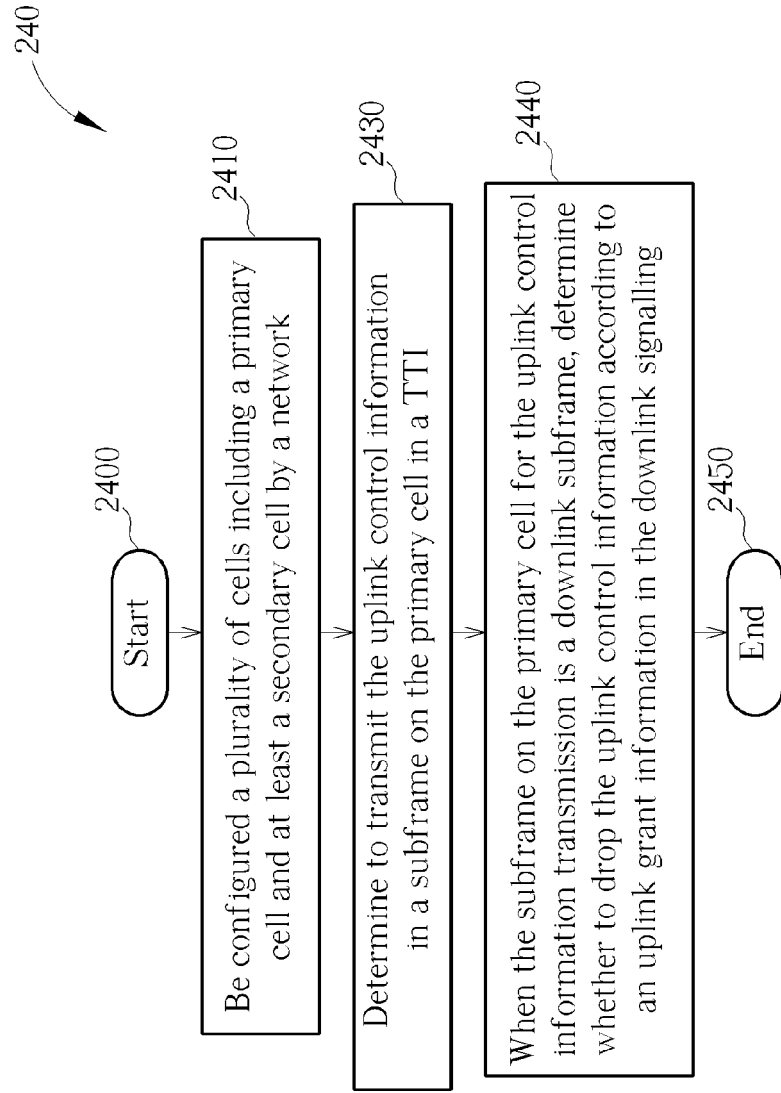 240
Start
2400
Be configured a plurality of cells including a primary
cell and at least a secondary cell by a network
2410
Determine to transmit the uplink control information
in a subframe on the primary cell in a TTI
2430
When the subframe on the primary cell for the uplink control
information transmission is a downlink subframe, determine
whether to drop the uplink control information according to
an uplink grant information in the downlink signalling
2440
End
2450